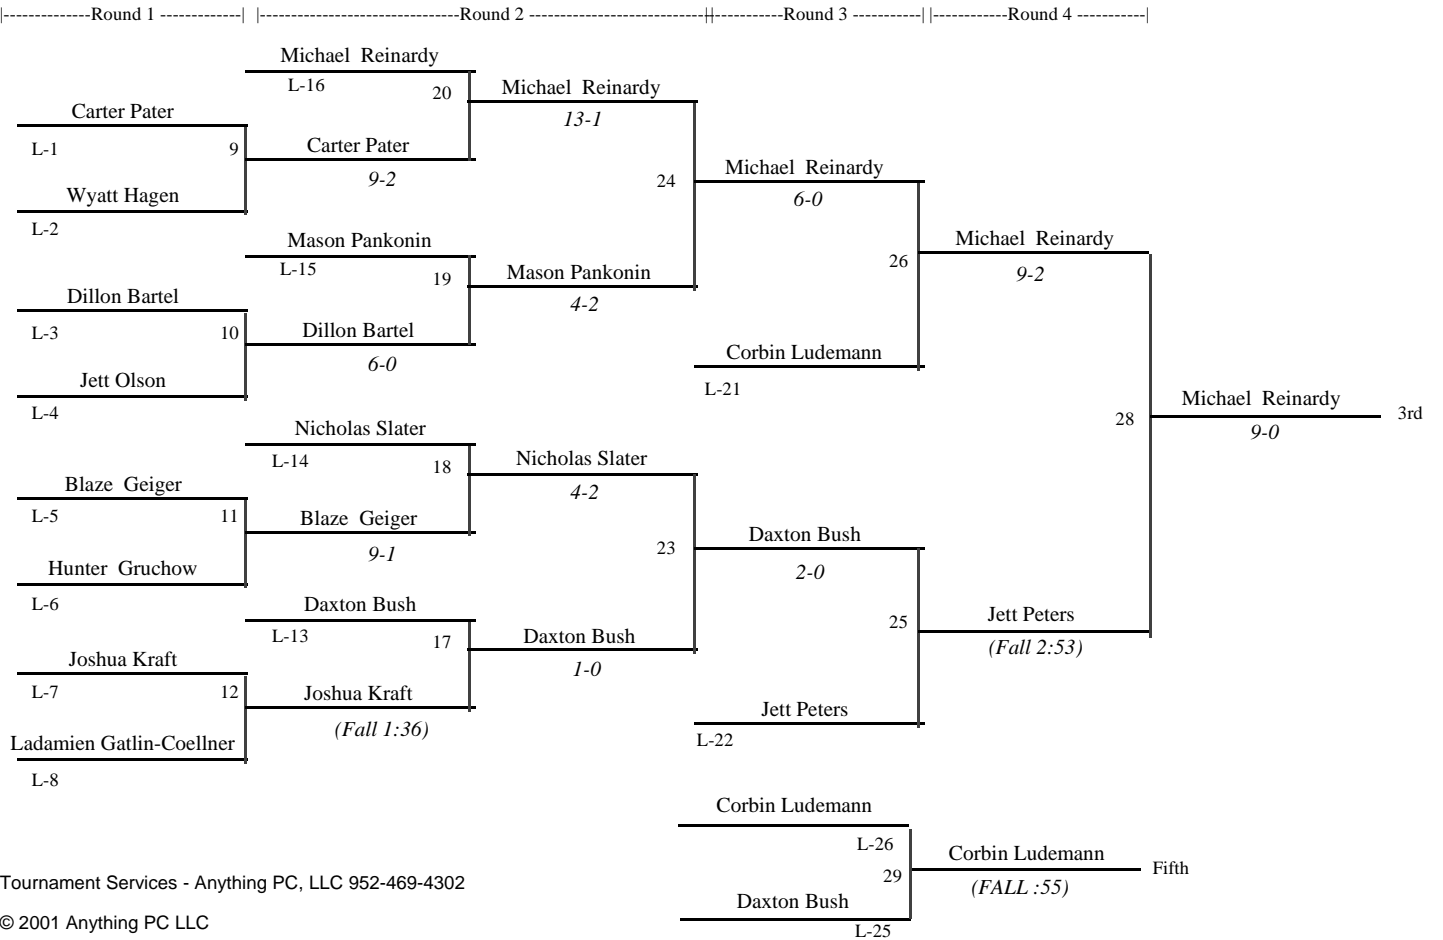 |--------------Round 1 -------------| |--------------------------------Round 2 ----------------------------||------------Round 3 -----------||------------Round 4 -----------|
Michael Reinardy
L-16
20
Michael Reinardy
13-1
Carter Pater
L-1
9
Carter Pater
9-2
24
Michael Reinardy
6-0
Wyatt Hagen
L-2
Mason Pankonin
L-15
19
Mason Pankonin
4-2
26
Michael Reinardy
9-2
Dillon Bartel
L-3
10
Dillon Bartel
6-0
Corbin Ludemann
L-21
Jett Olson
L-4
28
Michael Reinardy
9-0
3rd
Nicholas Slater
L-14
18
Nicholas Slater
4-2
Blaze Geiger
L-5
11
Blaze Geiger
9-1
23
Daxton Bush
2-0
Hunter Gruchow
L-6
Daxton Bush
L-13
17
Daxton Bush
1-0
25
Jett Peters
(Fall 2:53)
Joshua Kraft
L-7
12
Joshua Kraft
(Fall 1:36)
Jett Peters
L-22
Ladamien Gatlin-Coellner
L-8
Corbin Ludemann
L-26
29
Corbin Ludemann
(FALL :55)
Fifth
Daxton Bush
L-25
Tournament Services - Anything PC, LLC 952-469-4302
© 2001 Anything PC LLC